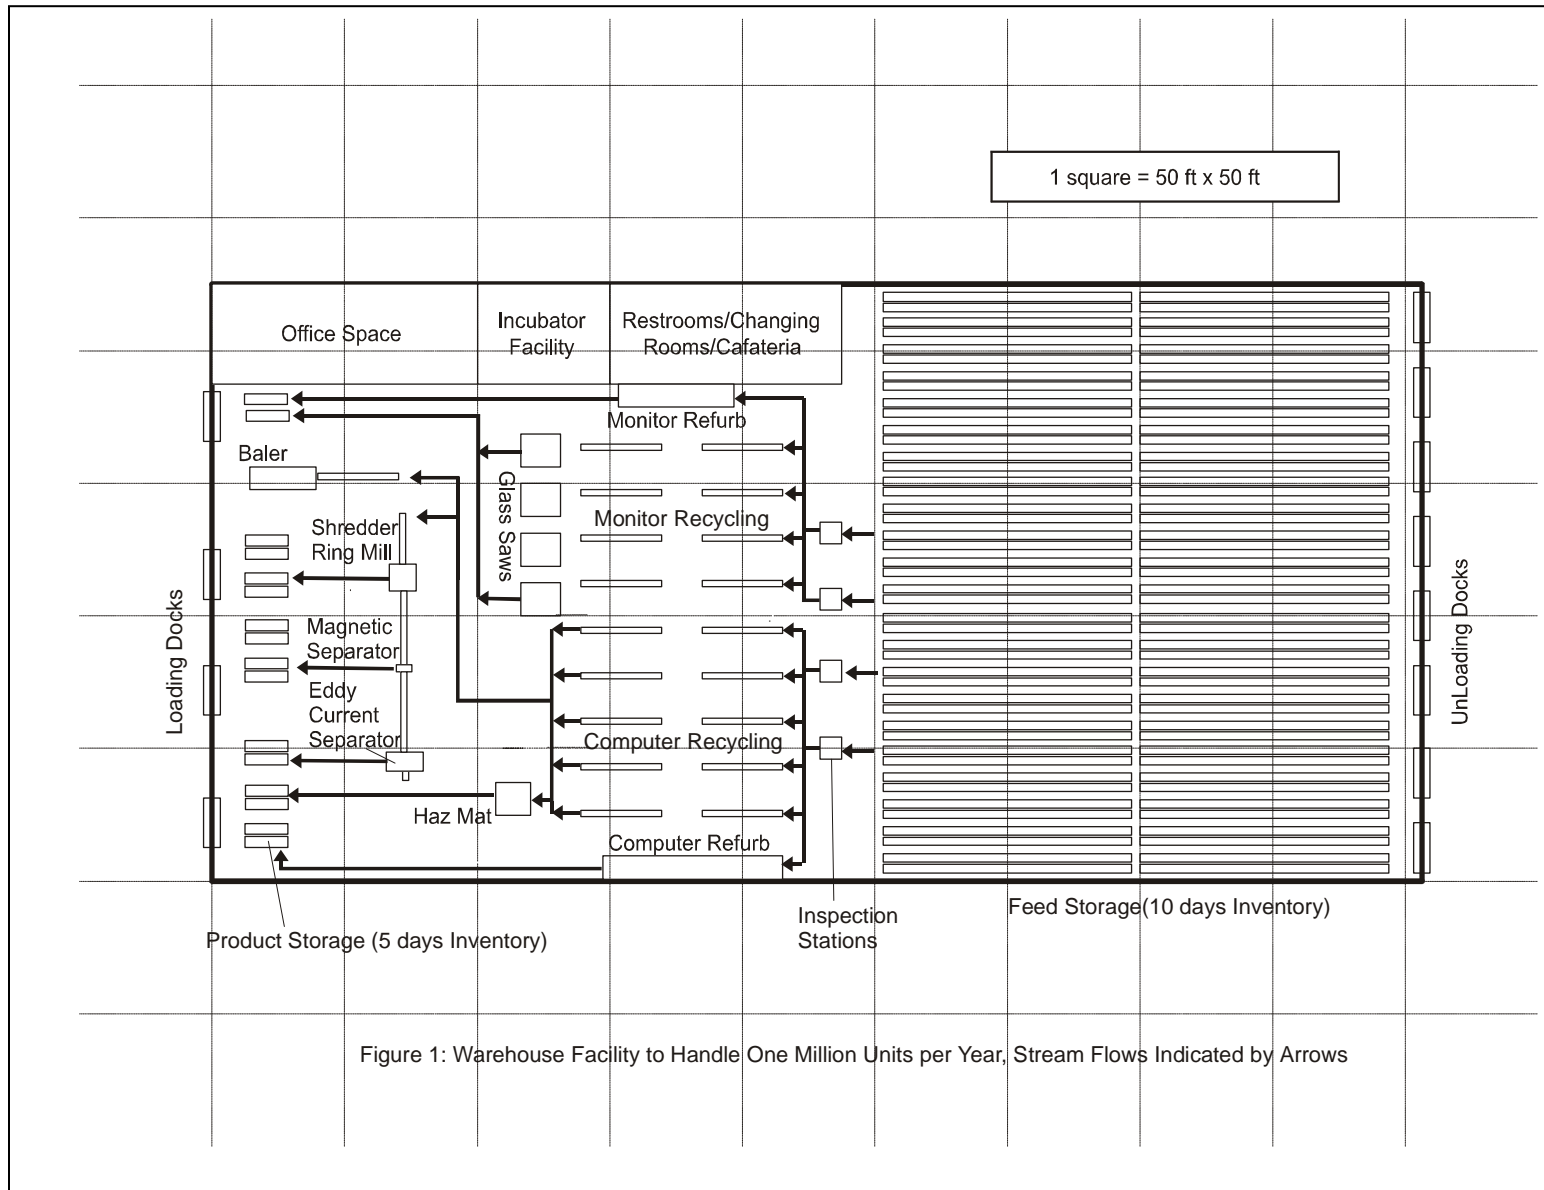 1 square = 50 ft x 50 ft
Office Space
Incubator
Facility
Restrooms/Changing
Rooms/Cafateria
Monitor Refurb
Baler
Glass Saws
Monitor Recycling
Shredder
Ring Mill
Loading Docks
UnLoading Docks
Magnetic
Separator
Eddy
Current
Separator
Computer Recycling
Haz Mat
Computer Refurb
Inspection
Stations
Feed Storage(10 days Inventory)
Product Storage (5 days Inventory)
Figure 1: Warehouse Facility to Handle One Million Units per Year, Stream Flows Indicated by Arrows